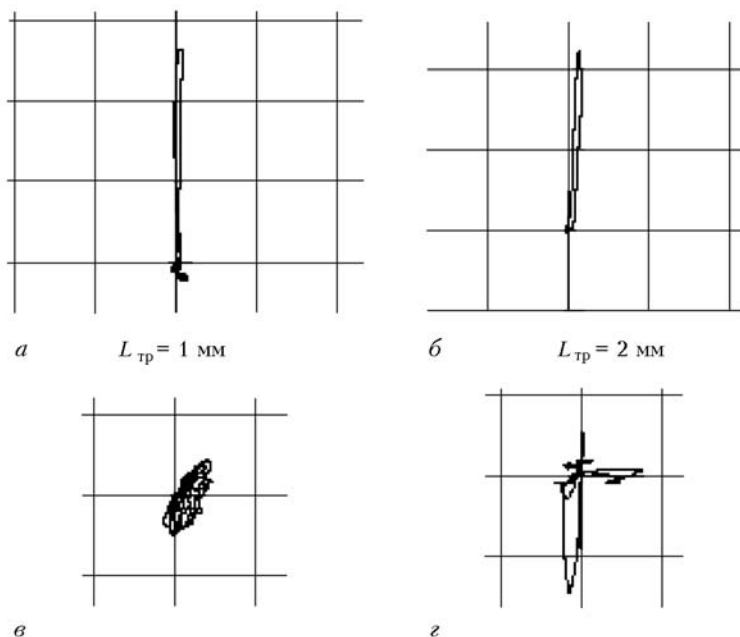 а L тр = 1 мм б L тр = 2 мм
в г